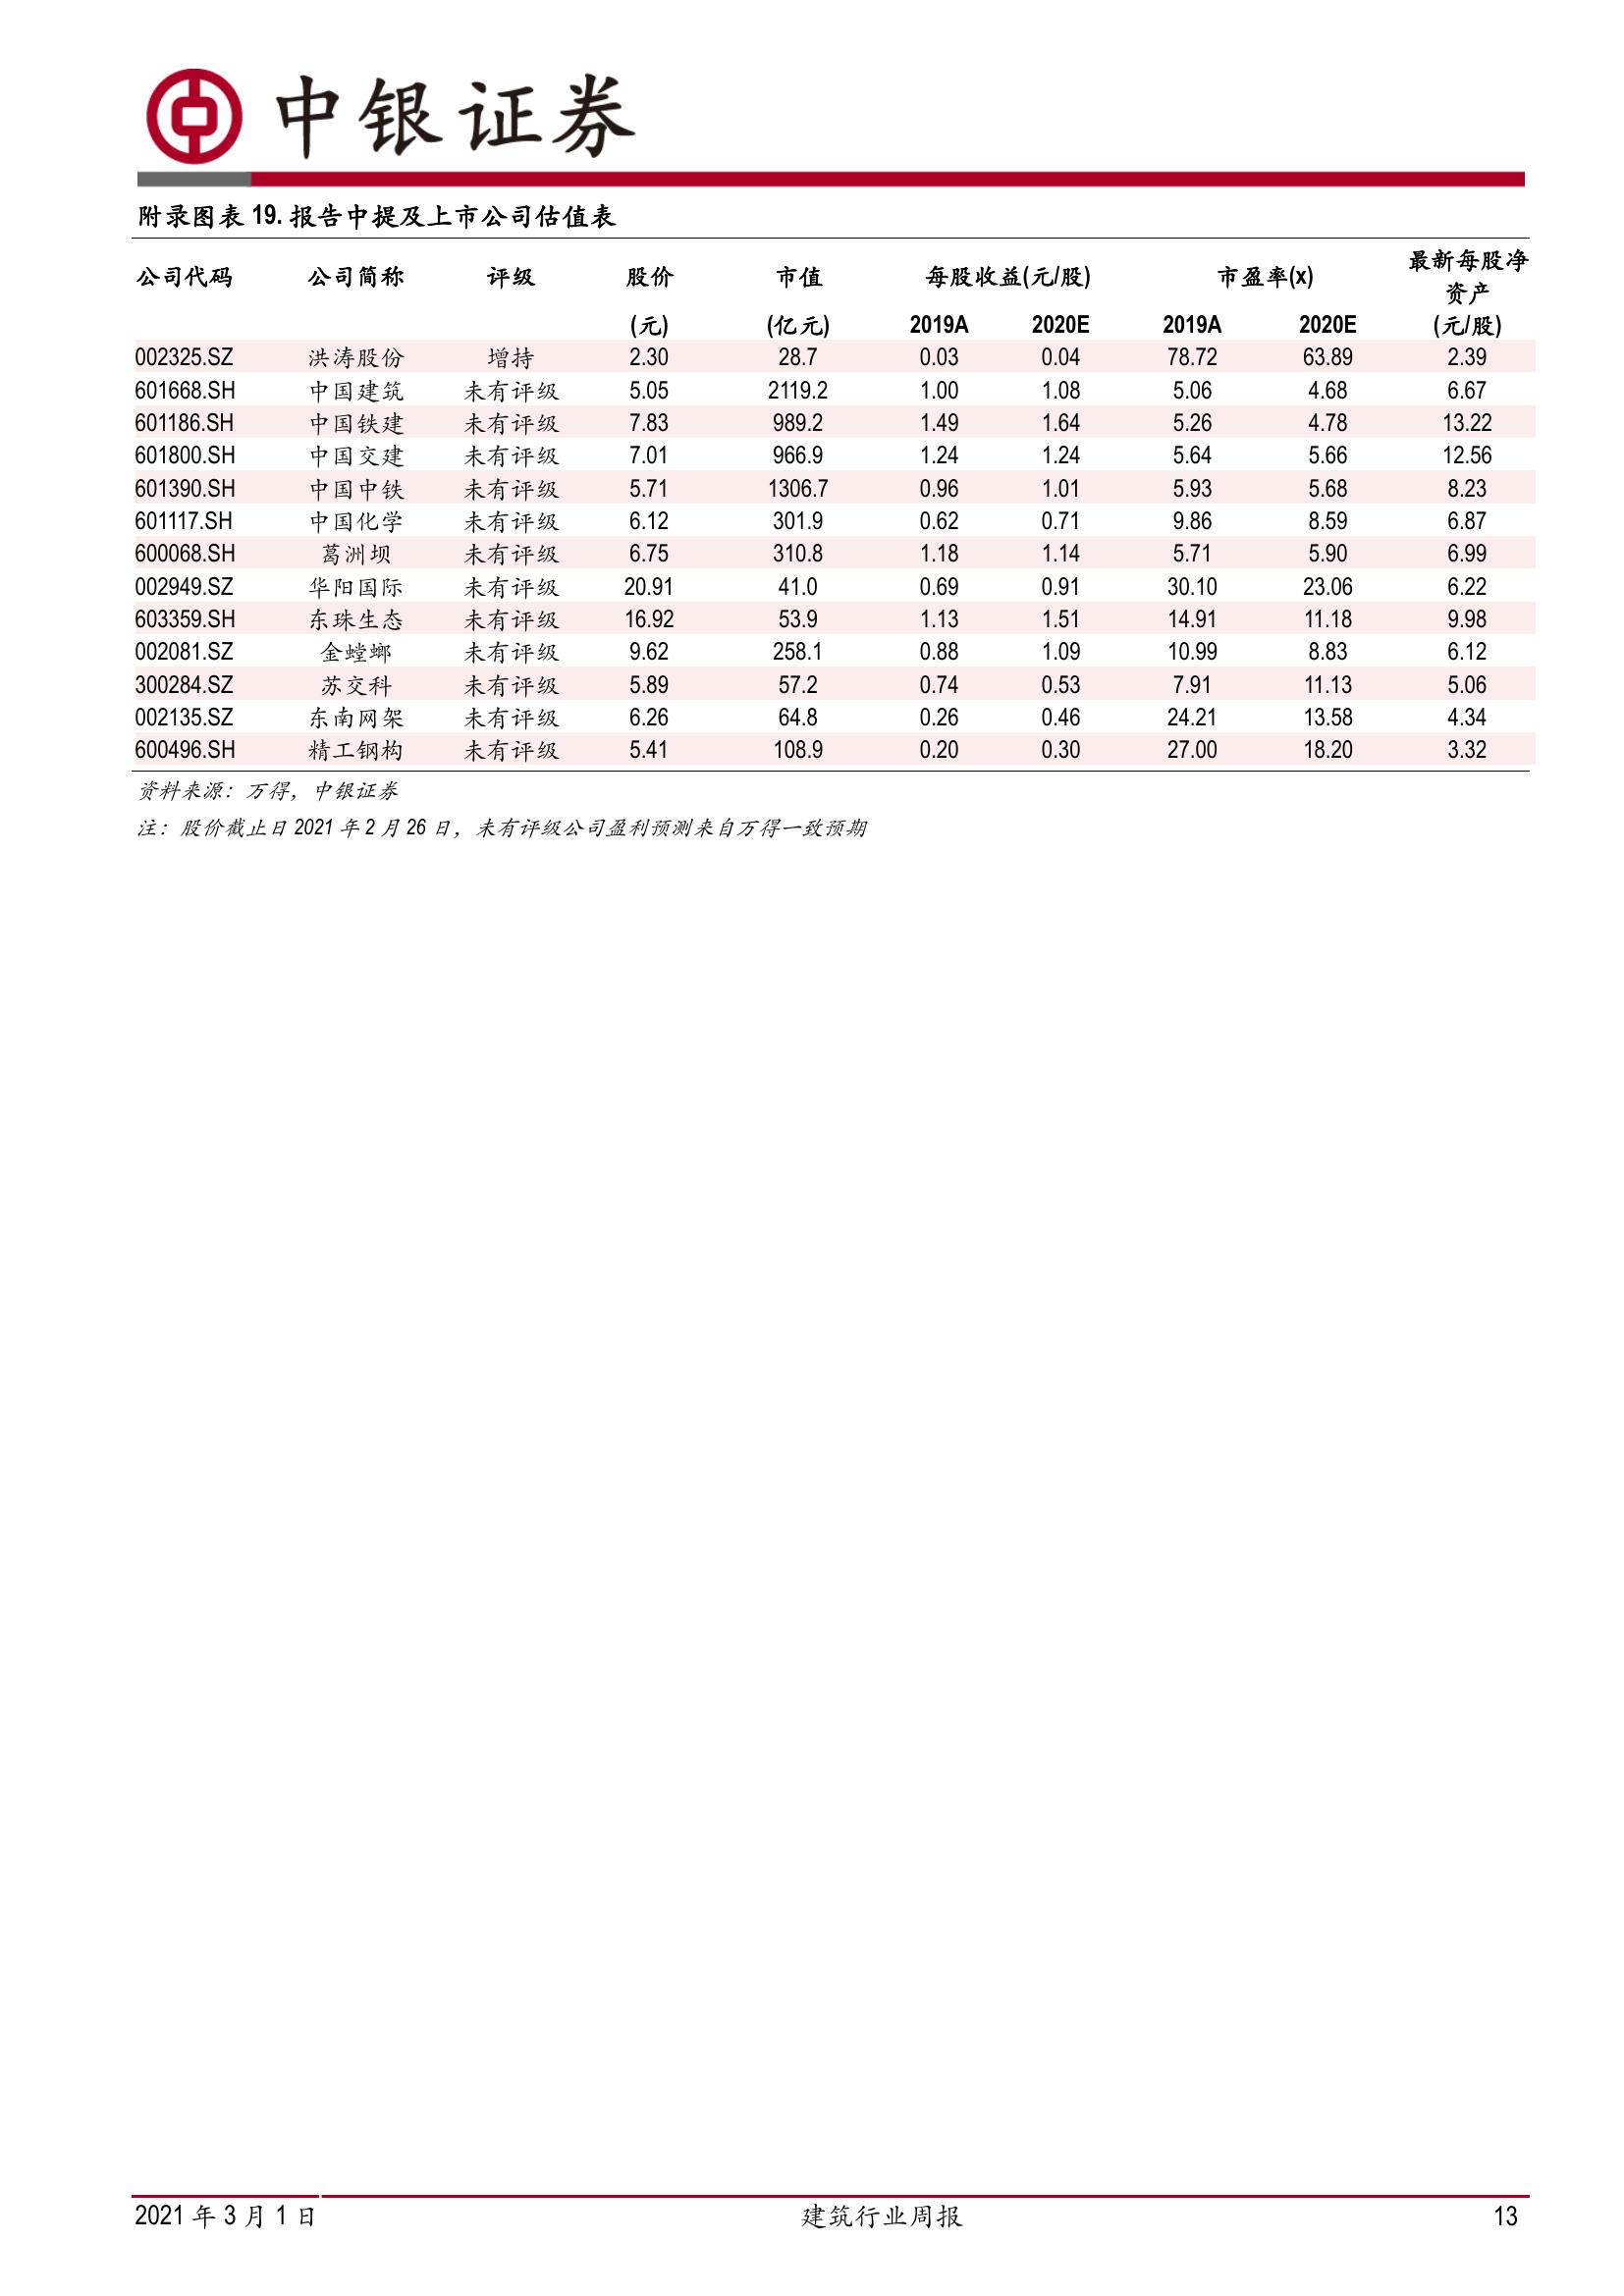 中银证券
附录图表 19. 报告中提及上市公司估值表
公司代码 公司简称 评级 股价 市值 每股收益(元/股) 市盈率(x) 最新每股净资产
(元) (亿元) 2019A 2020E 2019A 2020E (元/股)
002325.SZ 洪涛股份 增持 2.30 28.7 0.03 0.04 78.72 63.89 2.39
601668.SH 中国建筑 未有评级 5.05 2119.2 1.00 1.08 5.06 4.68 6.67
601186.SH 中国铁建 未有评级 7.83 989.2 1.49 1.64 5.26 4.78 13.22
601800.SH 中国交建 未有评级 7.01 966.9 1.24 1.24 5.64 5.66 12.56
601390.SH 中国中铁 未有评级 5.71 1306.7 0.96 1.01 5.93 5.68 8.23
601117.SH 中国化学 未有评级 6.12 301.9 0.62 0.71 9.86 8.59 6.87
600068.SH 葛洲坝 未有评级 6.75 310.8 1.18 1.14 5.71 5.90 6.99
002949.SZ 华阳国际 未有评级 20.91 41.0 0.69 0.91 30.10 23.06 6.22
603359.SH 东珠生态 未有评级 16.92 53.9 1.13 1.51 14.91 11.18 9.98
002081.SZ 金螳螂 未有评级 9.62 258.1 0.88 1.09 10.99 8.83 6.12
300284.SZ 苏交科 未有评级 5.89 57.2 0.74 0.53 7.91 11.13 5.06
002135.SZ 东南网架 未有评级 6.26 64.8 0.26 0.46 24.21 13.58 4.34
600496.SH 精工钢构 未有评级 5.41 108.9 0.20 0.30 27.00 18.20 3.32
资料来源：万得，中银证券
注：股价截止日 2021 年 2 月 26 日，未有评级公司盈利预测来自万得一致预期
2021 年 3 月 1 日 建筑行业周报 13